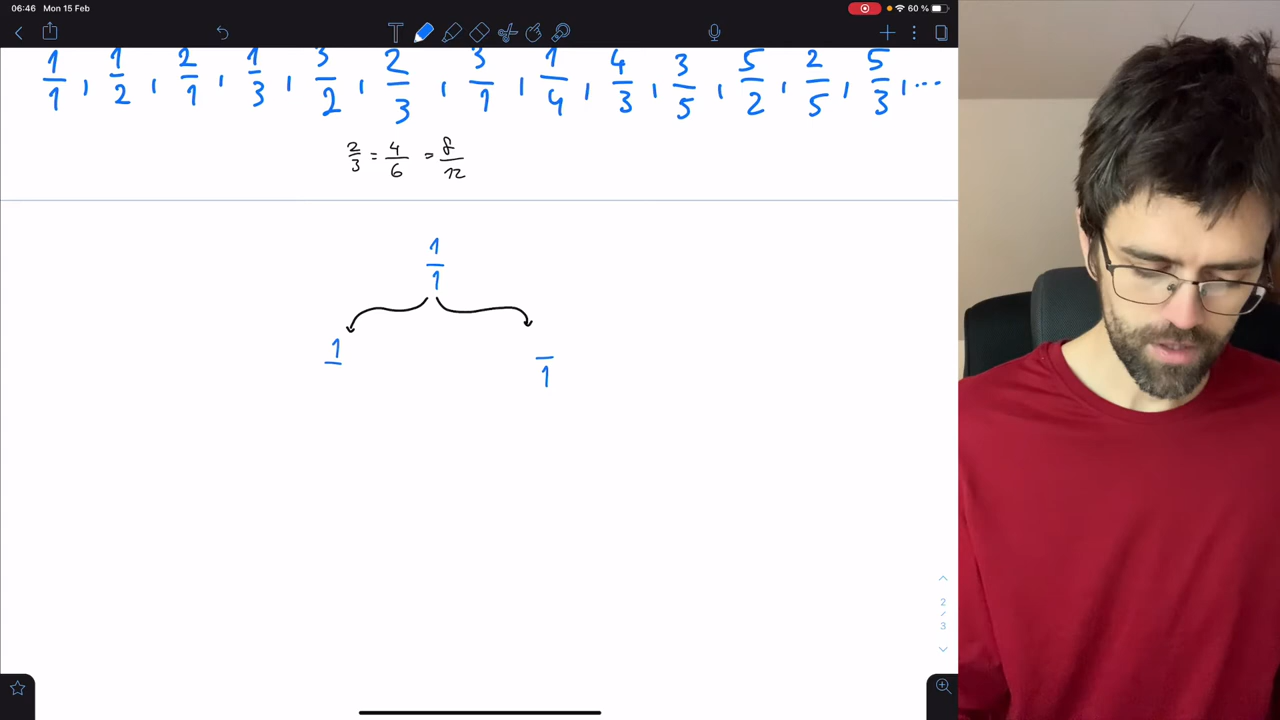 06:46 Mon 15 Feb 60 %
T
1/1, 1/2, 2/1, 1/3, 3/2, 2/3, 3/1, 1/4, 4/3, 3/5, 5/2, 2/5, 5/3, ...
2/3 = 4/6 = 8/12
1/1
1/ /1
2
/
3